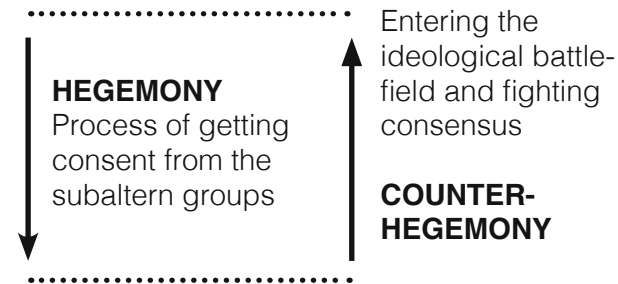 HEGEMONY
Process of getting
consent from the
subaltern groups
Entering the
ideological battle-
field and fighting
consensus
COUNTER-
HEGEMONY